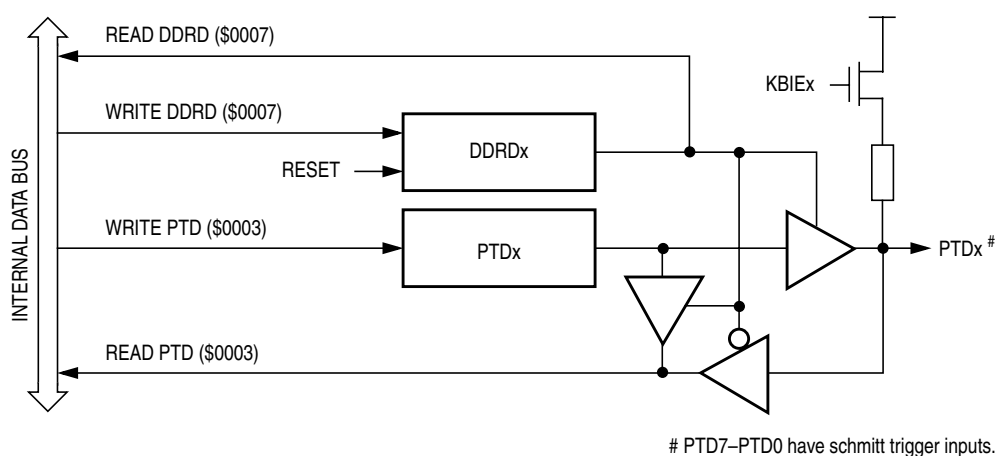 READ DDRD ($0007)
KBIEx
WRITE DDRD ($0007)
DDRDx
RESET
INTERNAL DATA BUS
WRITE PTD ($0003)
PTDx
PTDx #
READ PTD ($0003)
# PTD7–PTD0 have schmitt trigger inputs.